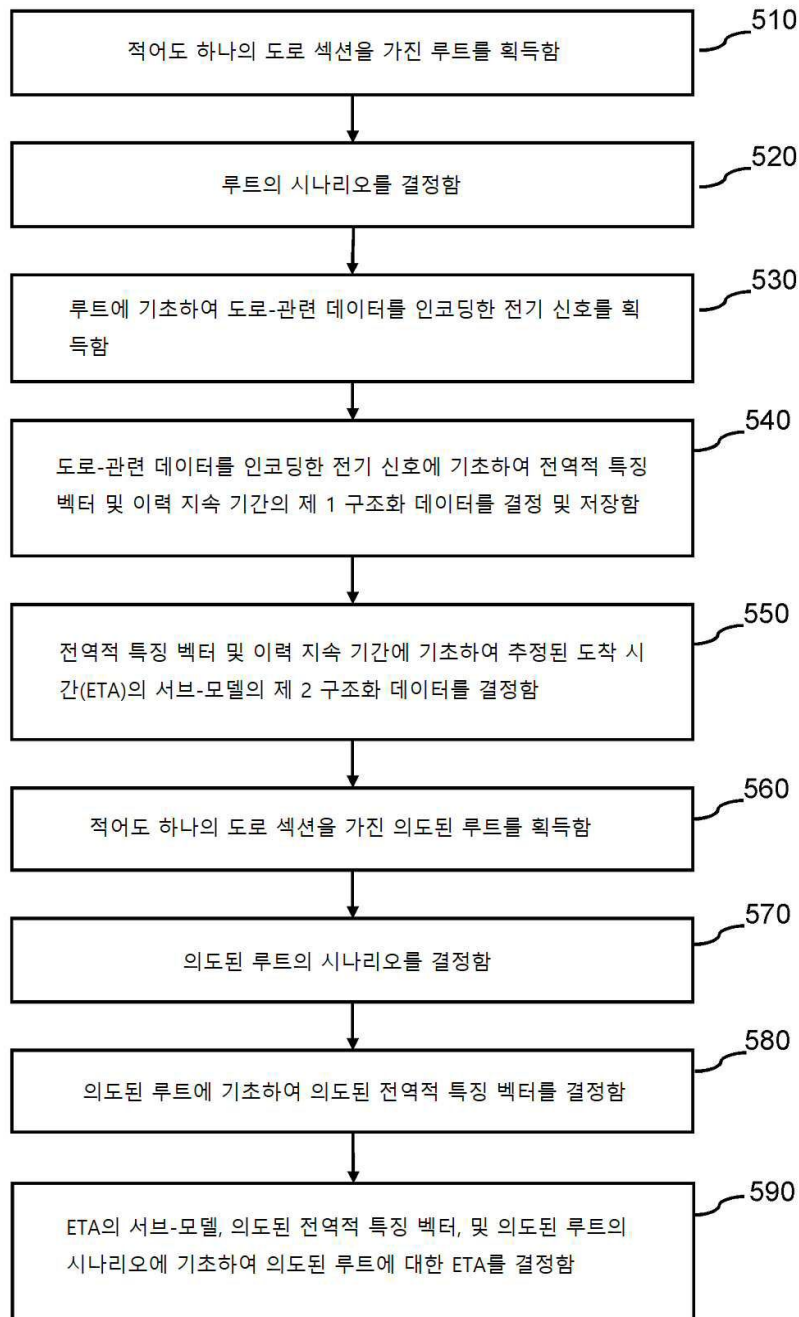 510
적어도 하나의 도로 섹션을 가진 루트를 획득함
520
루트의 시나리오를 결정함
530
루트에 기초하여 도로-관련 데이터를 인코딩한 전기 신호를 획
득함
540
도로-관련 데이터를 인코딩한 전기 신호에 기초하여 전역적 특징
벡터 및 이력 지속 기간의 제 1 구조화 데이터를 결정 및 저장함
550
전역적 특징 벡터 및 이력 지속 기간에 기초하여 추정된 도착 시
간(ETA)의 서브-모델의 제 2 구조화 데이터를 결정함
560
적어도 하나의 도로 섹션을 가진 의도된 루트를 획득함
570
의도된 루트의 시나리오를 결정함
580
의도된 루트에 기초하여 의도된 전역적 특징 벡터를 결정함
590
ETA의 서브-모델, 의도된 전역적 특징 벡터, 및 의도된 루트의
시나리오에 기초하여 의도된 루트에 대한 ETA를 결정함